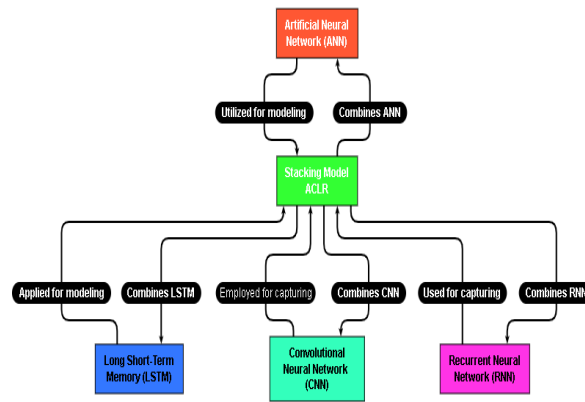 Artificial Neural
Network (ANN)
Utilized for modeling
Combines ANN
Stacking Model
ACLR
Applied for modeling
Combines LSTM
Employed for capturing
Combines CNN
Used for capturing
Combines RNN
Long Short-Term
Memory (LSTM)
Convolutional
Neural Network
(CNN)
Recurrent Neural
Network (RNN)